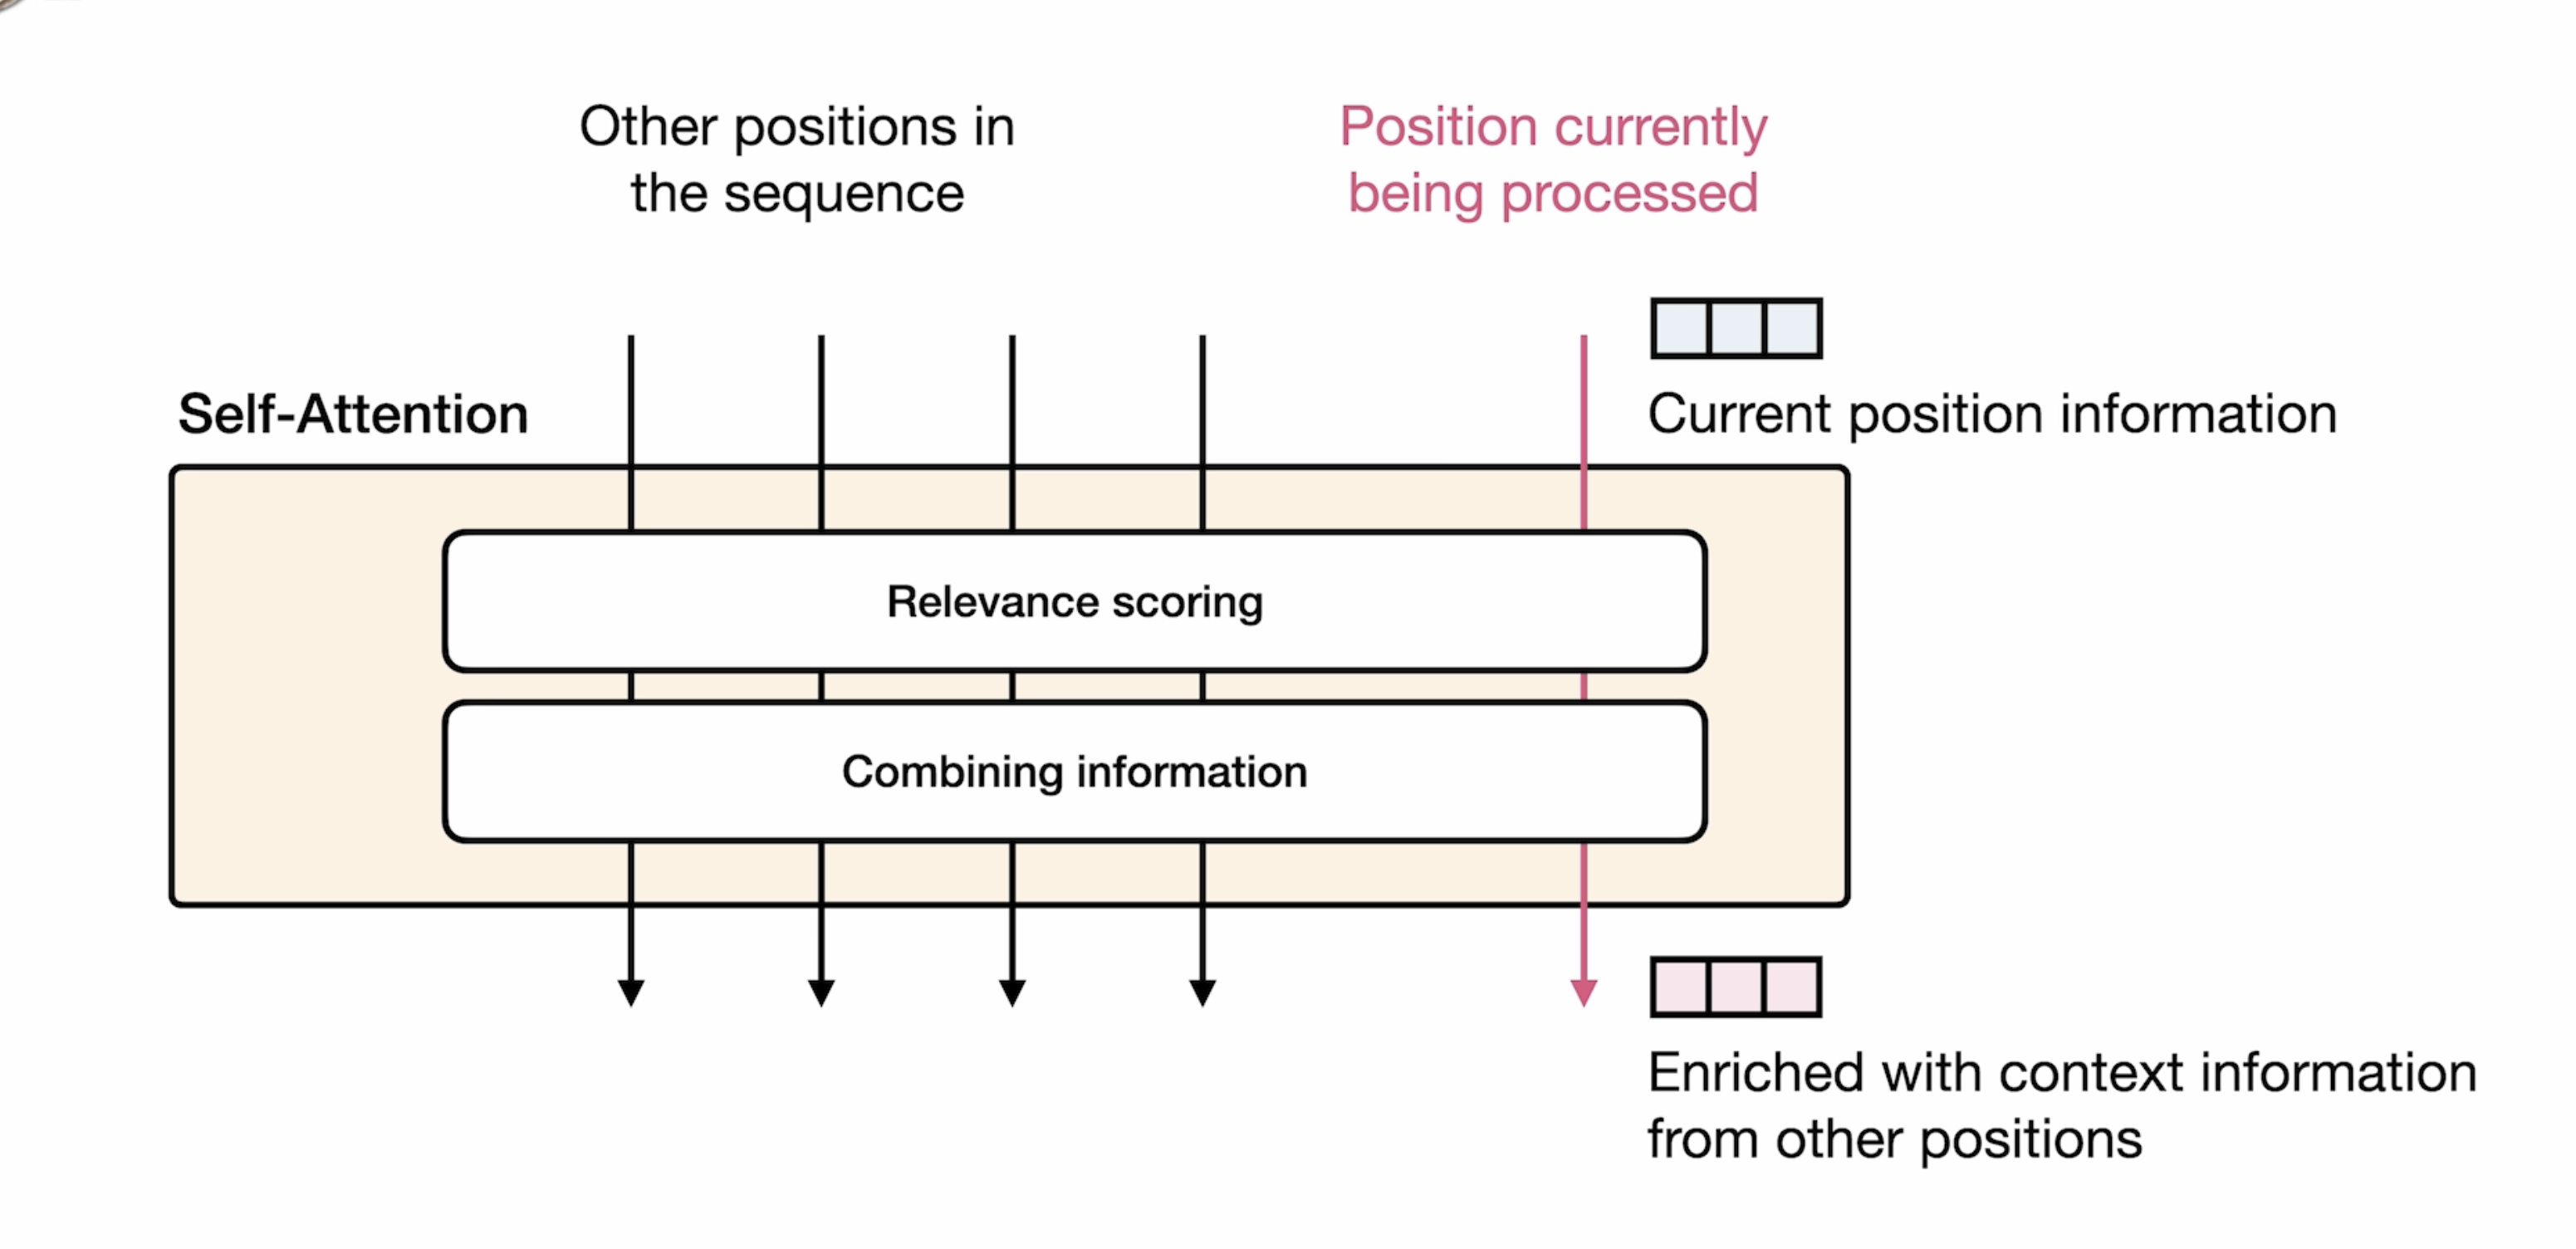 Other positions in
the sequence
Position currently
being processed
Self-Attention
Current position information
Relevance scoring
Combining information
Enriched with context information
from other positions